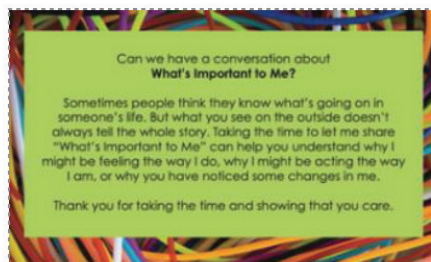 Can we have a conversation about
What's Important to Me?
Sometimes people think they know what's going on in
someone's life. But what you see on the outside doesn't
always tell the whole story. Taking the time to let me share
"What's Important to Me" can help you understand why I
might be feeling the way I do, why I might be acting the way
I am, or why you have noticed some changes in me.
Thank you for taking the time and showing that you care.